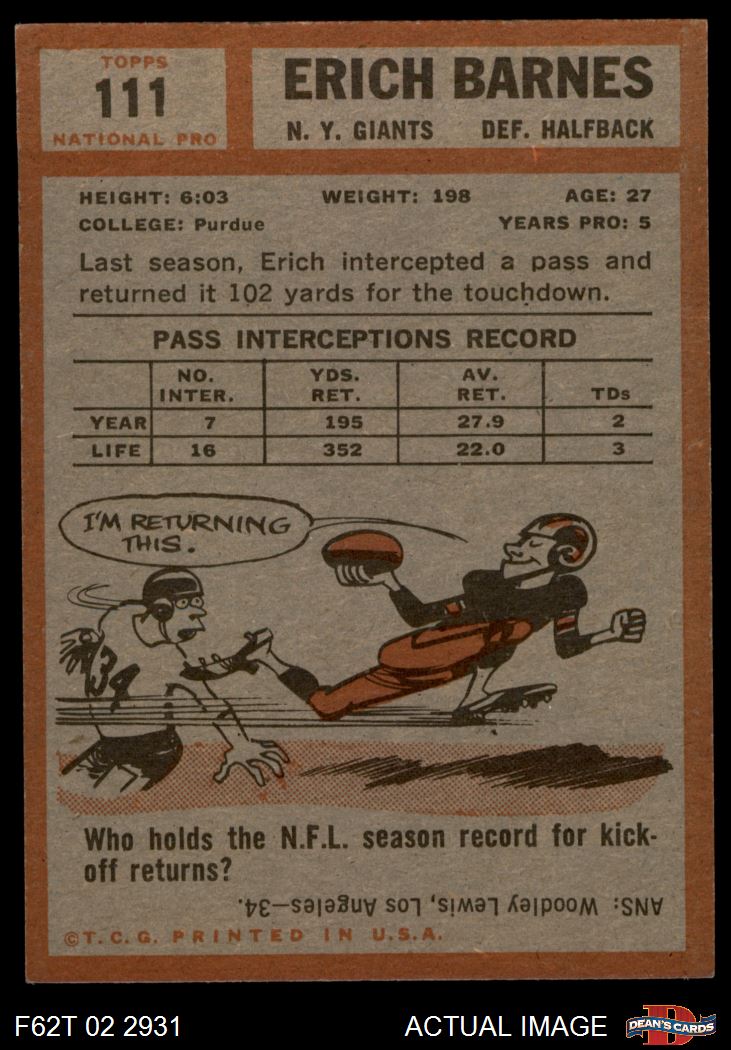 TOPPS
111
NATIONAL PRO
ERICH BARNES
N. Y. GIANTS DEF. HALFBACK
HEIGHT: 6:03 WEIGHT: 198 AGE: 27
COLLEGE: Purdue YEARS PRO: 5
Last season, Erich intercepted a pass and
returned it 102 yards for the touchdown.
PASS INTERCEPTIONS RECORD
NO. INTER. YDS. RET. AV. RET. TDs
YEAR 7 195 27.9 2
LIFE 16 352 22.0 3
I'M RETURNING
THIS.
34
Who holds the N.F.L. season record for kick-
off returns?
ANS: Woodley Lewis, Los Angeles—34.
©T.C.G. PRINTED IN U.S.A.
F62T 02 2931 ACTUAL IMAGE
D
DEAN'S CARDS